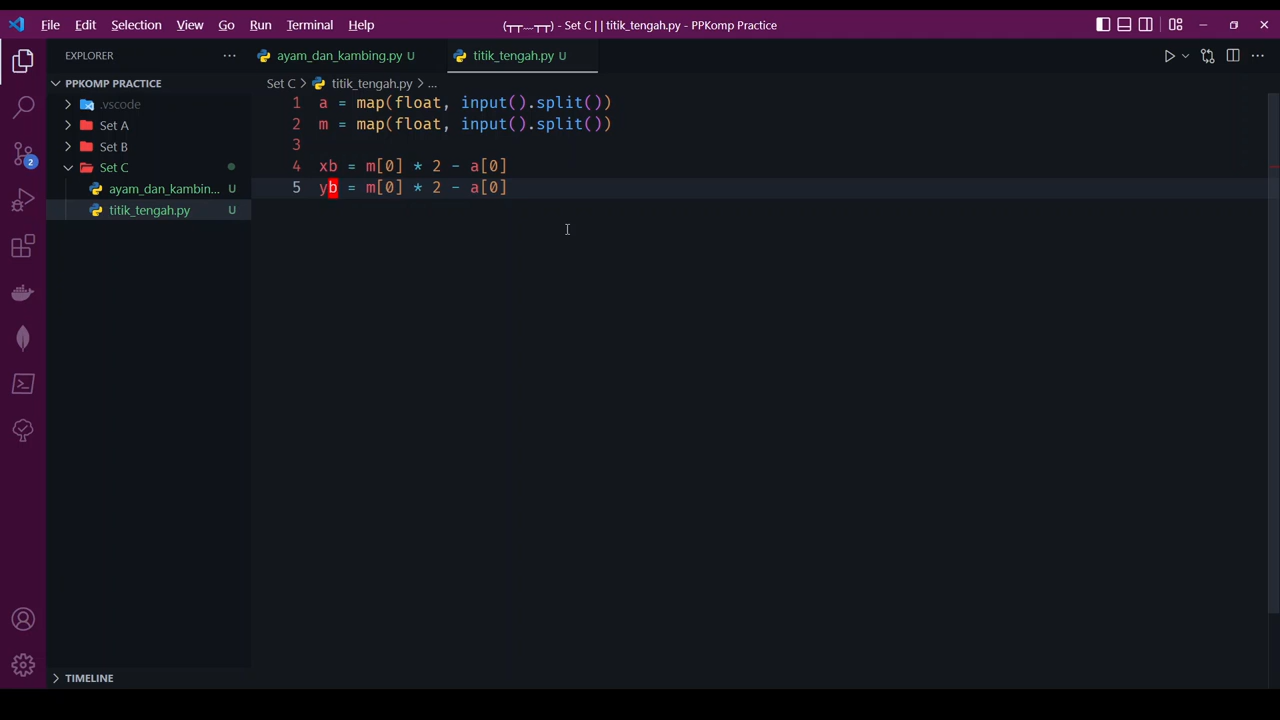 File Edit Selection View Go Run Terminal Help (┬┬﹏┬┬) - Set C | | titik_tengah.py - PPKomp Practice
EXPLORER
ayam_dan_kambing.py U
titik_tengah.py U
PPKOMP PRACTICE
Set C > titik_tengah.py > ...
.vscode
Set A
Set B
Set C
ayam_dan_kambin... U
titik_tengah.py U
1 a = map(float, input().split())
2 m = map(float, input().split())
3
4 xb = m[0] * 2 - a[0]
5 yb = m[0] * 2 - a[0]
2
TIMELINE